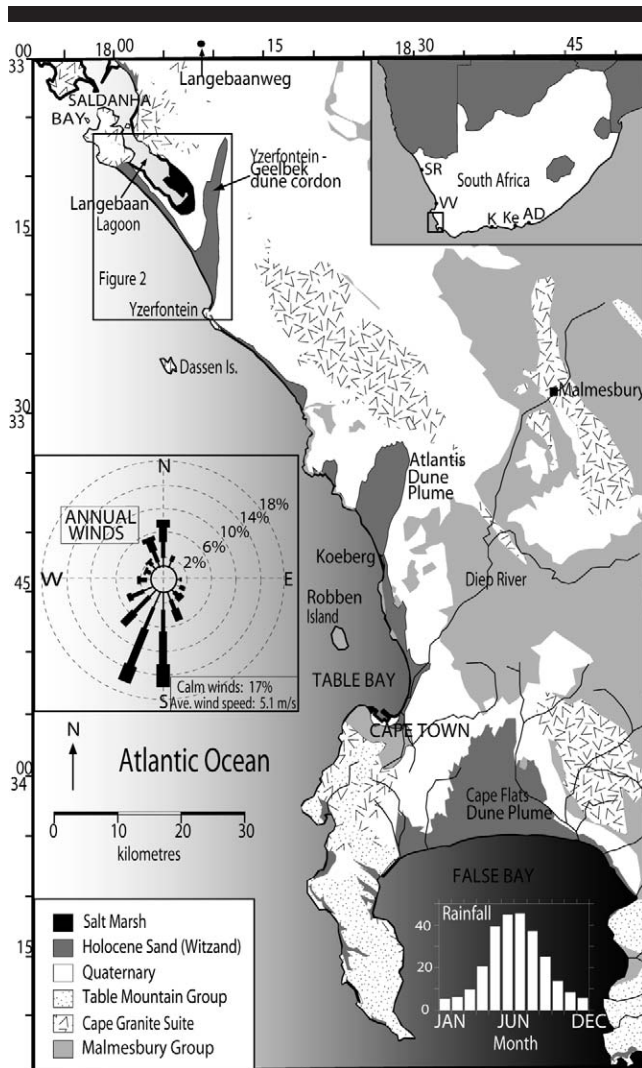 00
33
18 00
15
18 30
45
Langebaanweg
SALDANHA
BAY
Yzerfontein -
Geelbek
dune cordon
Langebaan
Lagoon
15
Figure 2
Yzerfontein
Dassen Is.
SR
South Africa
VV
K Ke AD
Malmesbury
33
30
Atlantis
Dune
Plume
N
ANNUAL
WINDS
18%
14%
10%
6%
2%
W
E
S
Calm winds: 17%
Ave. wind speed: 5.1 m/s
Koeberg
Diep River
Robben
Island
45
TABLE BAY
CAPE TOWN
N
Atlantic Ocean
00
34
0 10 20 30
kilometres
Cape Flats
Dune Plume
FALSE BAY
Salt Marsh
Holocene Sand (Witzand)
Quaternary
Table Mountain Group
Cape Granite Suite
Malmesbury Group
15
Rainfall
40
20
0
JAN JUN DEC
Month